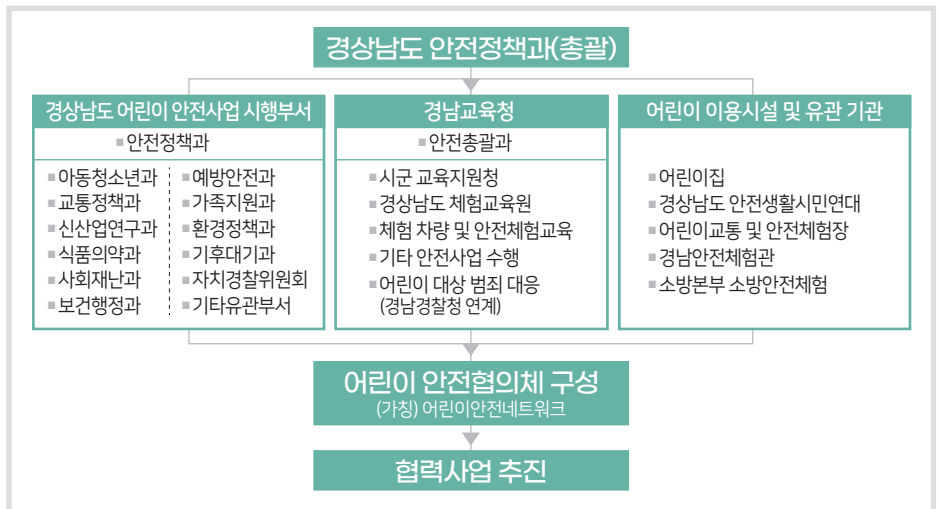 경상남도 안전정책과(총괄)
경상남도 어린이 안전사업 시행부서
▪안전정책과
▪아동청소년과
▪교통정책과
▪신산업연구과
▪식품의약과
▪사회재난과
▪보건행정과
▪예방안전과
▪가족지원과
▪환경정책과
▪기후대기과
▪자치경찰위원회
▪기타유관부서
경남교육청
▪안전총괄과
▪시군 교육지원청
▪경상남도 체험교육원
▪체험 차량 및 안전체험교육
▪기타 안전사업 수행
▪어린이 대상 범죄 대응
(경남경찰청 연계)
어린이 이용시설 및 유관 기관
▪어린이집
▪경상남도 안전생활시민연대
▪어린이교통 및 안전체험장
▪경남안전체험관
▪소방본부 소방안전체험
어린이 안전협의체 구성
(가칭) 어린이안전네트워크
협력사업 추진